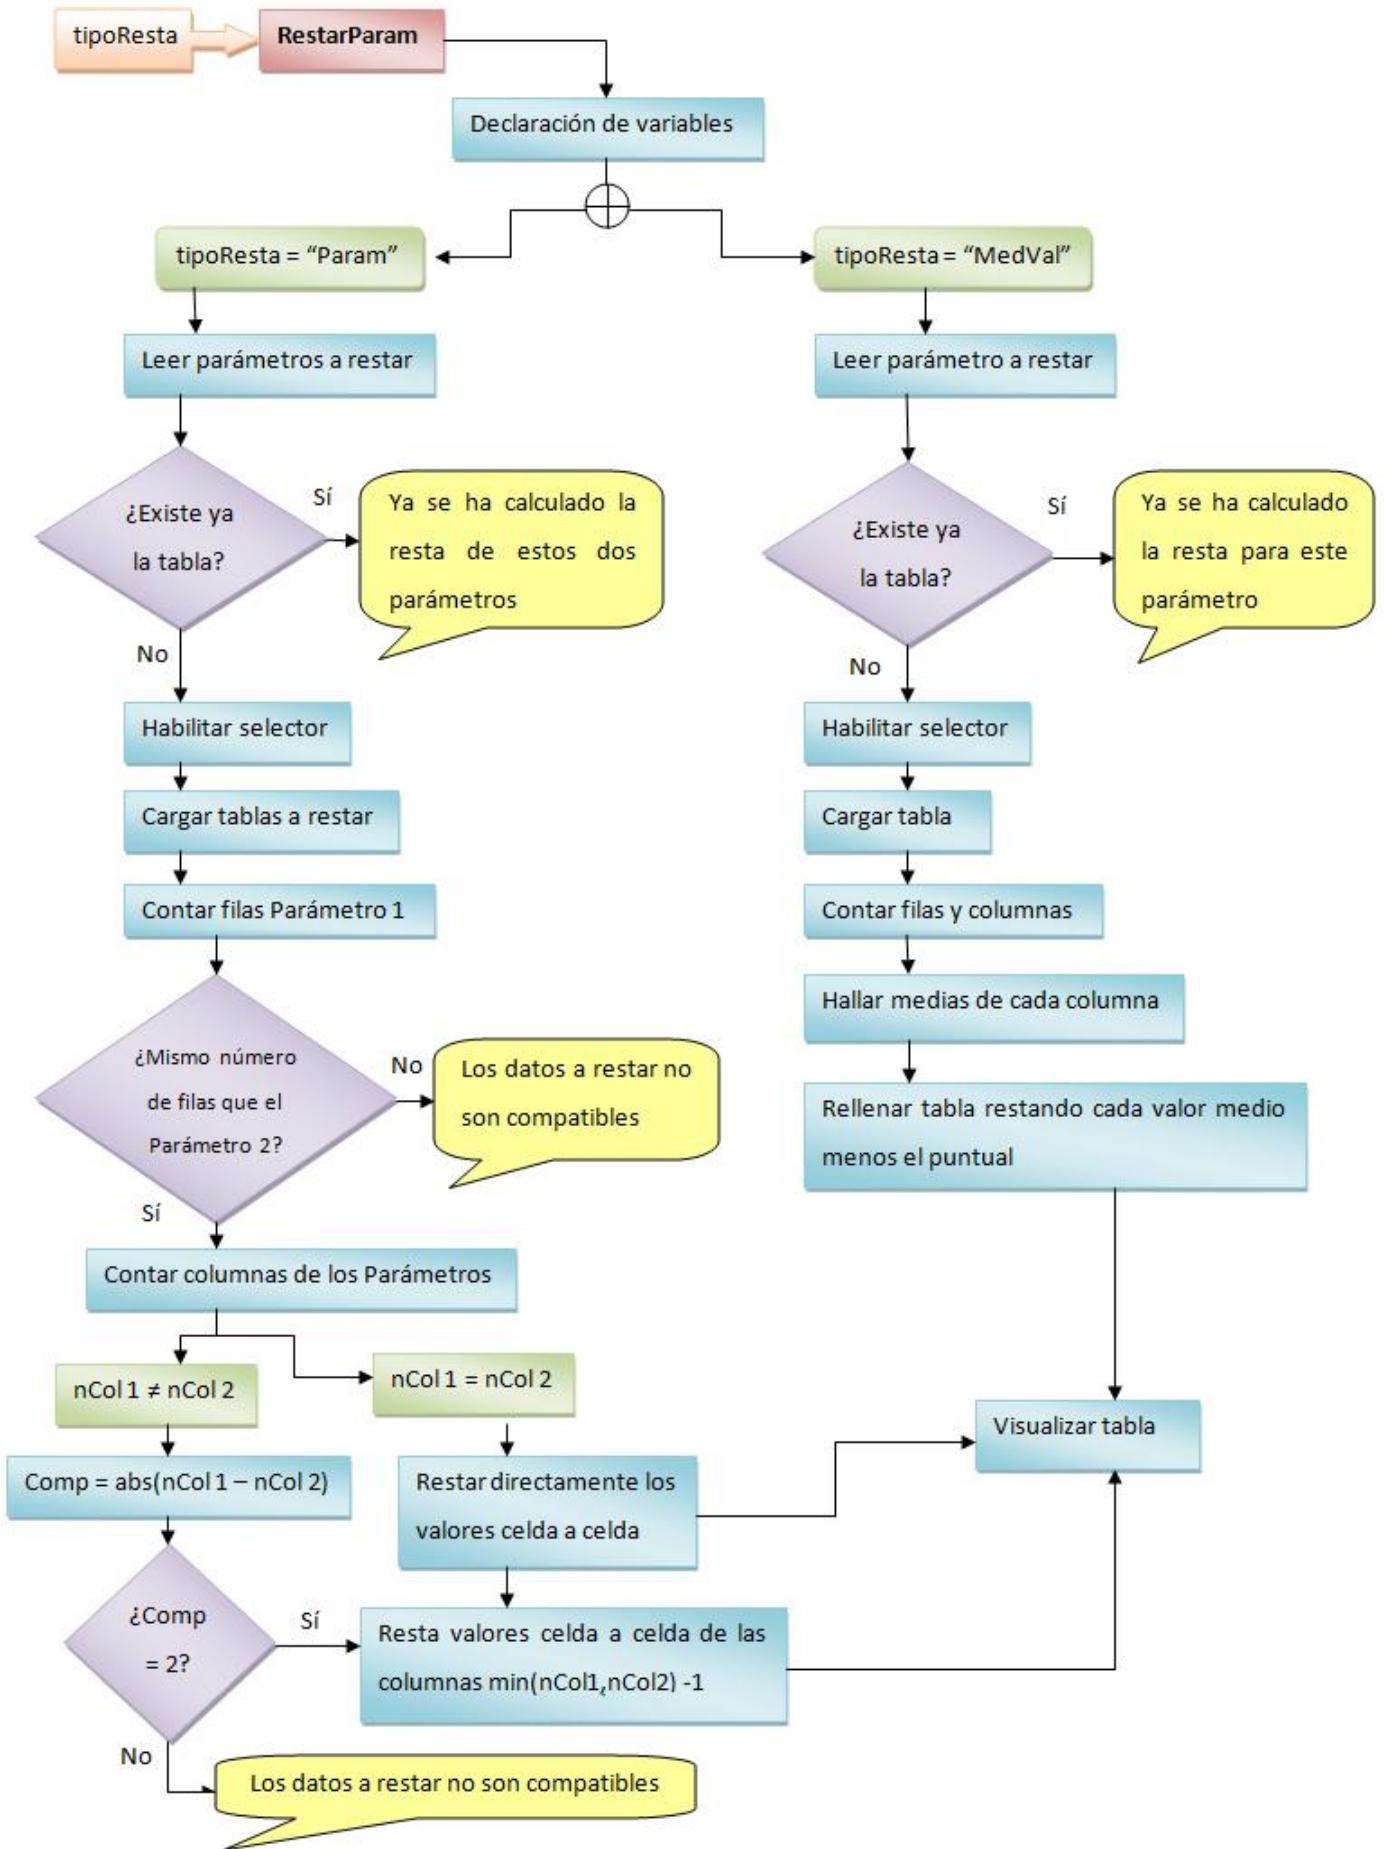 tipoResta
RestarParam
Declaración de variables
tipoResta = “Param”
tipoResta = “MedVal”
Leer parámetros a restar
Leer parámetro a restar
¿Existe ya
la tabla?
Sí
Ya se ha calculado la
resta de estos dos
parámetros
¿Existe ya
la tabla?
Sí
Ya se ha calculado
la resta para este
parámetro
No
No
Habilitar selector
Habilitar selector
Cargar tablas a restar
Cargar tabla
Contar filas Parámetro 1
Contar filas y columnas
Hallar medias de cada columna
¿Mismo número
de filas que el
Parámetro 2?
No
Los datos a restar no
son compatibles
Rellenar tabla restando cada valor medio
menos el puntual
Sí
Contar columnas de los Parámetros
nCol 1 ≠ nCol 2
nCol 1 = nCol 2
Visualizar tabla
Comp = abs(nCol 1 – nCol 2)
Restar directamente los
valores celda a celda
¿Comp
= 2?
Sí
Resta valores celda a celda de las
columnas min(nCol1,nCol2) -1
No
Los datos a restar no son compatibles